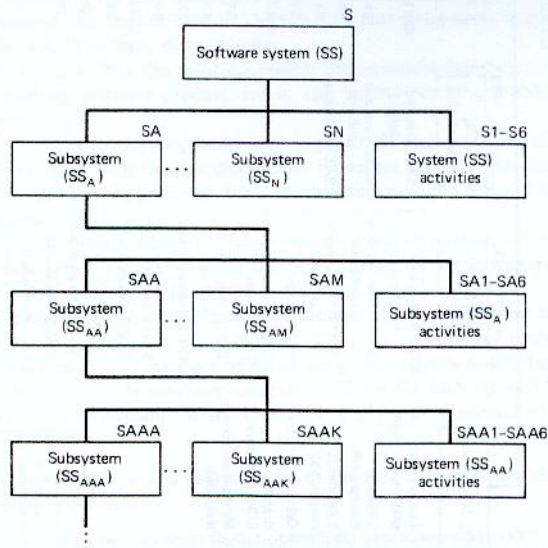 S
Software system (SS)
SA
SN
S1-S6
Subsystem
(SS_A)
...
Subsystem
(SS_N)
System (SS)
activities
SAA
SAM
SA1-SA6
Subsystem
(SS_AA)
...
Subsystem
(SS_AM)
Subsystem (SS_A)
activities
SAAA
SAAK
SAA1-SAA6
Subsystem
(SS_AAA)
...
Subsystem
(SS_AAK)
Subsystem (SS_AA)
activities